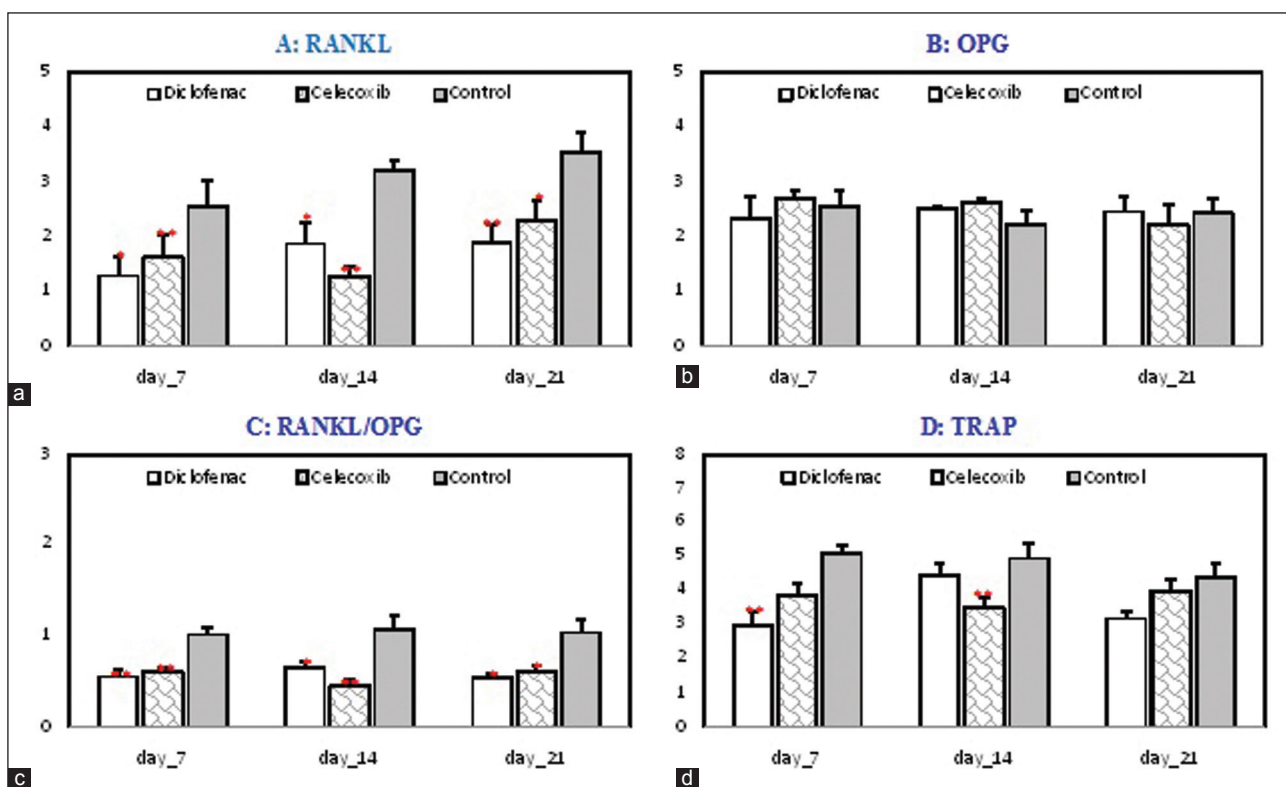 A: RANKL
5
Diclofenac Celecoxib Control
4
3
2
1
0
day_7 day_14 day_21
a
B: OPG
5
Diclofenac Celecoxib Control
4
3
2
1
0
day_7 day_14 day_21
b
C: RANKL/OPG
3
Diclofenac Celecoxib Control
2
1
0
day_7 day_14 day_21
c
D: TRAP
8
Diclofenac Celecoxib Control
7
6
5
4
3
2
1
0
day_7 day_14 day_21
d